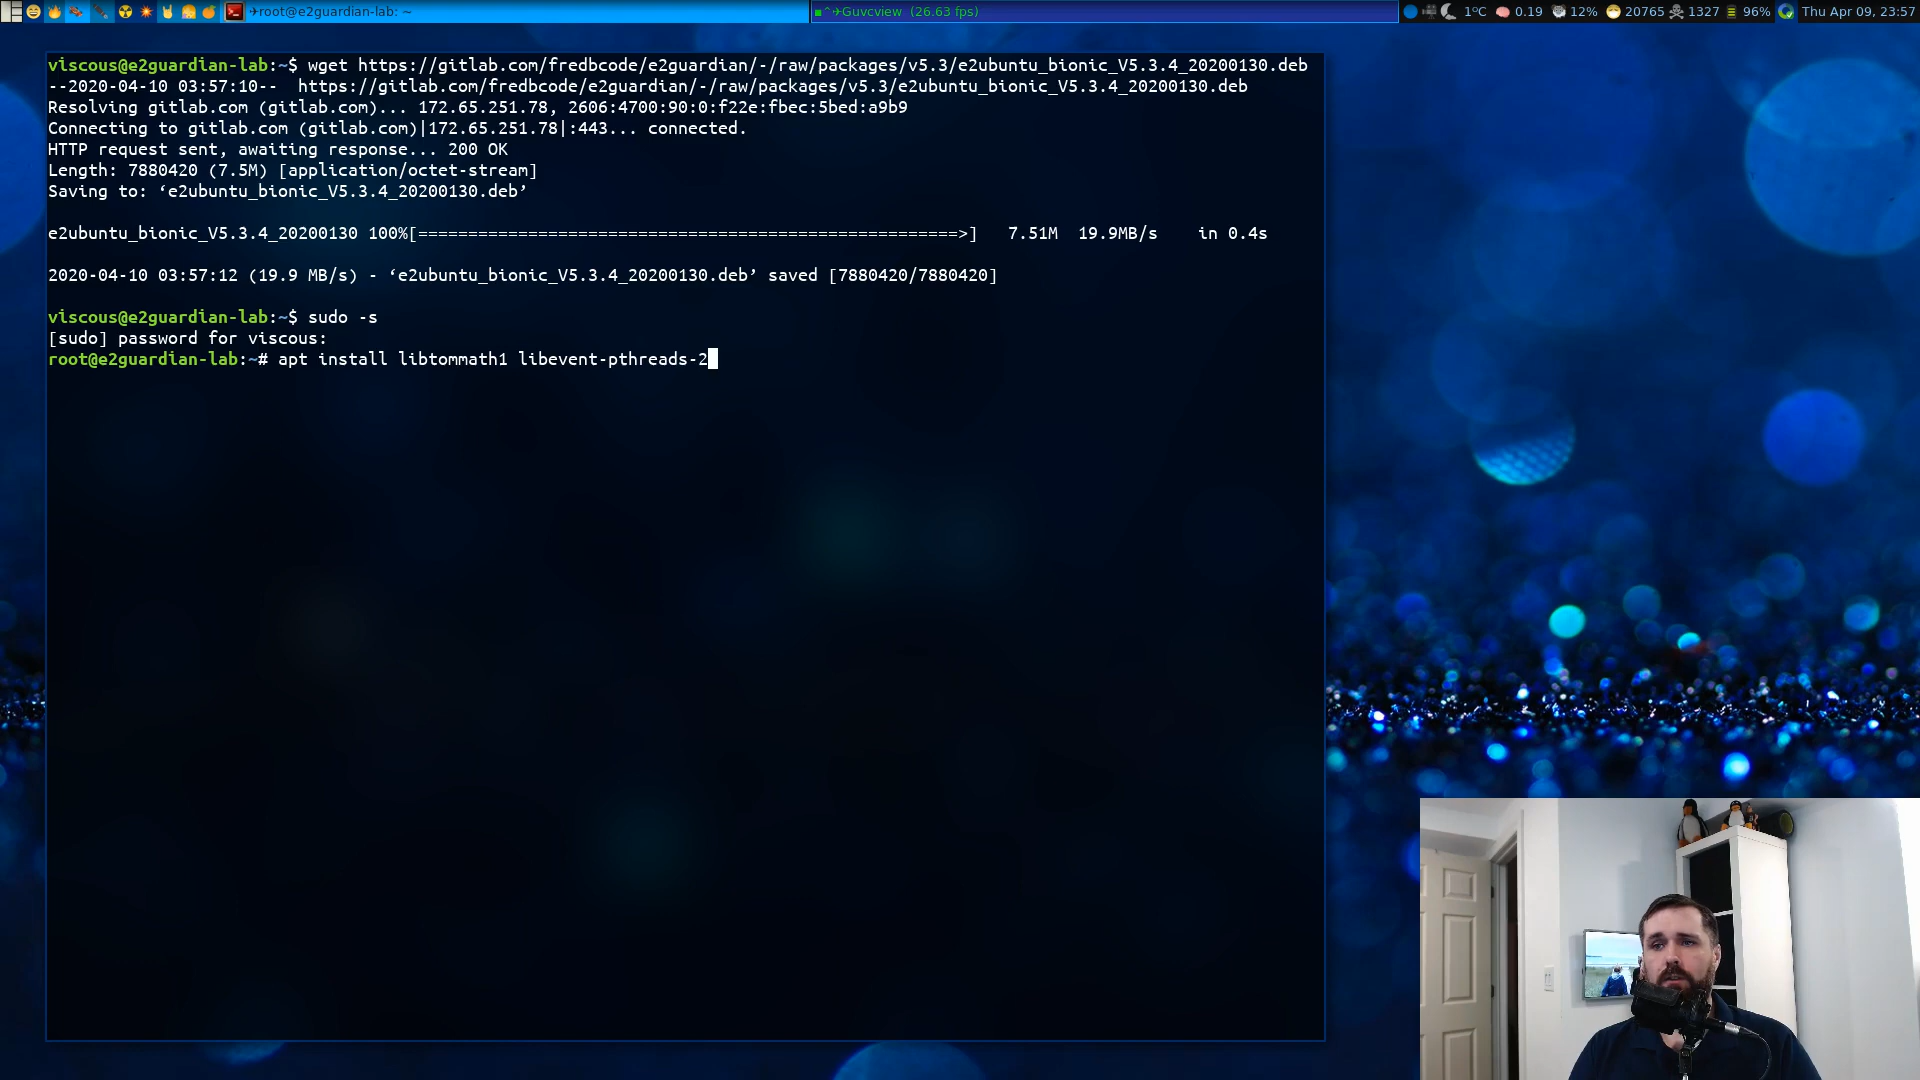 ✈root@e2guardian-lab: ~
■^✈Guvcview (26.63 fps)
1ºC 0.19 12% 20765 1327 96% Thu Apr 09, 23:57
viscous@e2guardian-lab:~$ wget https://gitlab.com/fredbcode/e2guardian/-/raw/packages/v5.3/e2ubuntu_bionic_V5.3.4_20200130.deb
--2020-04-10 03:57:10--  https://gitlab.com/fredbcode/e2guardian/-/raw/packages/v5.3/e2ubuntu_bionic_V5.3.4_20200130.deb
Resolving gitlab.com (gitlab.com)... 172.65.251.78, 2606:4700:90:0:f22e:fbec:5bed:a9b9
Connecting to gitlab.com (gitlab.com)|172.65.251.78|:443... connected.
HTTP request sent, awaiting response... 200 OK
Length: 7880420 (7.5M) [application/octet-stream]
Saving to: ‘e2ubuntu_bionic_V5.3.4_20200130.deb’
e2ubuntu_bionic_V5.3.4_20200130 100%[======================================================>]   7.51M  19.9MB/s    in 0.4s
2020-04-10 03:57:12 (19.9 MB/s) - ‘e2ubuntu_bionic_V5.3.4_20200130.deb’ saved [7880420/7880420]
viscous@e2guardian-lab:~$ sudo -s
[sudo] password for viscous:
root@e2guardian-lab:~# apt install libtommath1 libevent-pthreads-2